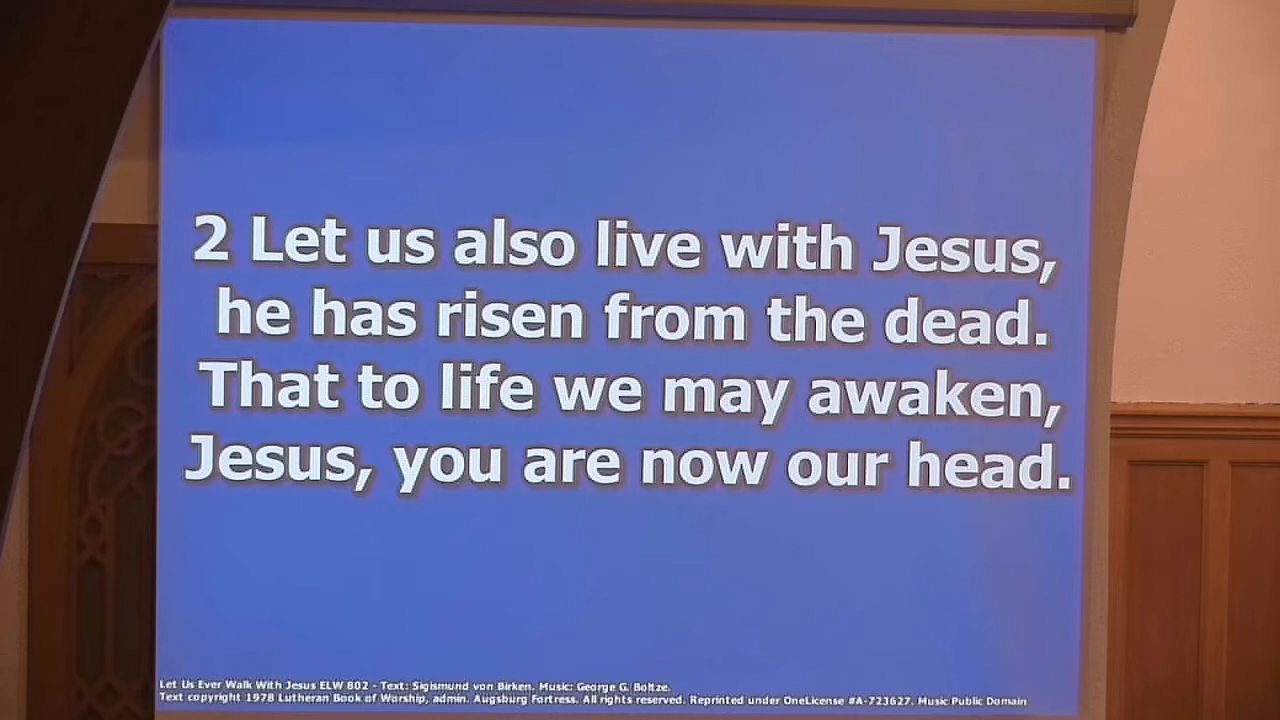 2 Let us also live with Jesus,
he has risen from the dead.
That to life we may awaken,
Jesus, you are now our head.
Let Us Ever Walk With Jesus ELW 802 - Text: Sigismund von Birken. Music: George G. Boltze.
Text copyright 1978 Lutheran Book of Worship, admin. Augsburg Fortress. All rights reserved. Reprinted under OneLicense #A-723627. Music Public Domain